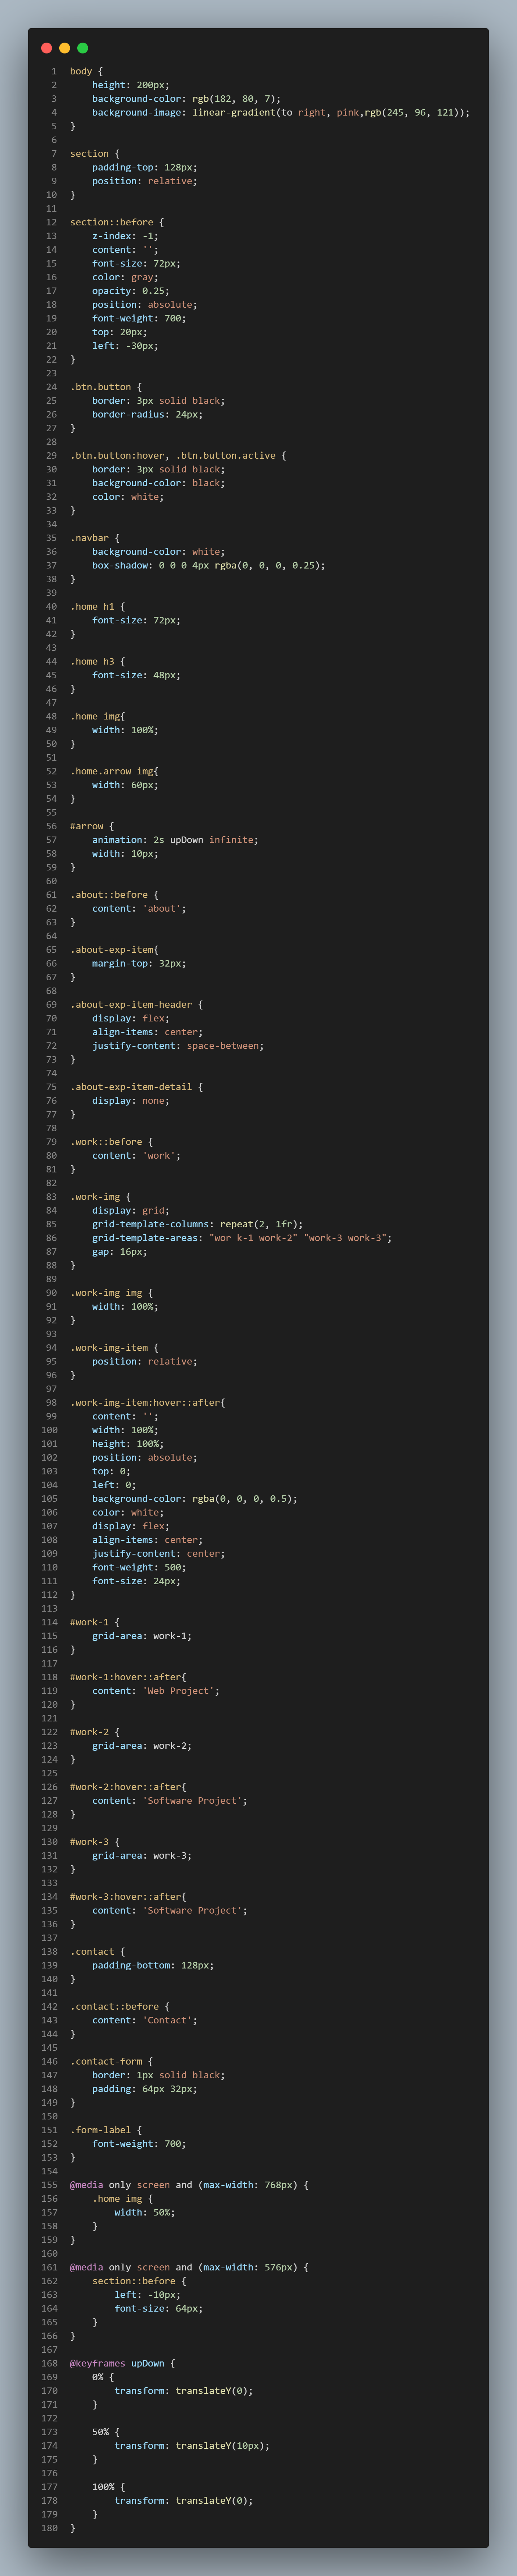 1 body {
2     height: 200px;
3     background-color: rgb(182, 80, 7);
4     background-image: linear-gradient(to right, pink,rgb(245, 96, 121));
5 }
6
7 section {
8     padding-top: 128px;
9     position: relative;
10 }
11
12 section::before {
13     z-index: -1;
14     content: '';
15     font-size: 72px;
16     color: gray;
17     opacity: 0.25;
18     position: absolute;
19     font-weight: 700;
20     top: 20px;
21     left: -30px;
22 }
23
24 .btn.button {
25     border: 3px solid black;
26     border-radius: 24px;
27 }
28
29 .btn.button:hover, .btn.button.active {
30     border: 3px solid black;
31     background-color: black;
32     color: white;
33 }
34
35 .navbar {
36     background-color: white;
37     box-shadow: 0 0 0 4px rgba(0, 0, 0, 0.25);
38 }
39
40 .home h1 {
41     font-size: 72px;
42 }
43
44 .home h3 {
45     font-size: 48px;
46 }
47
48 .home img{
49     width: 100%;
50 }
51
52 .home.arrow img{
53     width: 60px;
54 }
55
56 #arrow {
57     animation: 2s upDown infinite;
58     width: 10px;
59 }
60
61 .about::before {
62     content: 'about';
63 }
64
65 .about-exp-item{
66     margin-top: 32px;
67 }
68
69 .about-exp-item-header {
70     display: flex;
71     align-items: center;
72     justify-content: space-between;
73 }
74
75 .about-exp-item-detail {
76     display: none;
77 }
78
79 .work::before {
80     content: 'work';
81 }
82
83 .work-img {
84     display: grid;
85     grid-template-columns: repeat(2, 1fr);
86     grid-template-areas: "wor k-1 work-2" "work-3 work-3";
87     gap: 16px;
88 }
89
90 .work-img img {
91     width: 100%;
92 }
93
94 .work-img-item {
95     position: relative;
96 }
97
98 .work-img-item:hover::after{
99     content: '';
100     width: 100%;
101     height: 100%;
102     position: absolute;
103     top: 0;
104     left: 0;
105     background-color: rgba(0, 0, 0, 0.5);
106     color: white;
107     display: flex;
108     align-items: center;
109     justify-content: center;
110     font-weight: 500;
111     font-size: 24px;
112 }
113
114 #work-1 {
115     grid-area: work-1;
116 }
117
118 #work-1:hover::after{
119     content: 'Web Project';
120 }
121
122 #work-2 {
123     grid-area: work-2;
124 }
125
126 #work-2:hover::after{
127     content: 'Software Project';
128 }
129
130 #work-3 {
131     grid-area: work-3;
132 }
133
134 #work-3:hover::after{
135     content: 'Software Project';
136 }
137
138 .contact {
139     padding-bottom: 128px;
140 }
141
142 .contact::before {
143     content: 'Contact';
144 }
145
146 .contact-form {
147     border: 1px solid black;
148     padding: 64px 32px;
149 }
150
151 .form-label {
152     font-weight: 700;
153 }
154
155 @media only screen and (max-width: 768px) {
156     .home img {
157         width: 50%;
158     }
159 }
160
161 @media only screen and (max-width: 576px) {
162     section::before {
163         left: -10px;
164         font-size: 64px;
165     }
166 }
167
168 @keyframes upDown {
169     0% {
170         transform: translateY(0);
171     }
172
173     50% {
174         transform: translateY(10px);
175     }
176
177     100% {
178         transform: translateY(0);
179     }
180 }